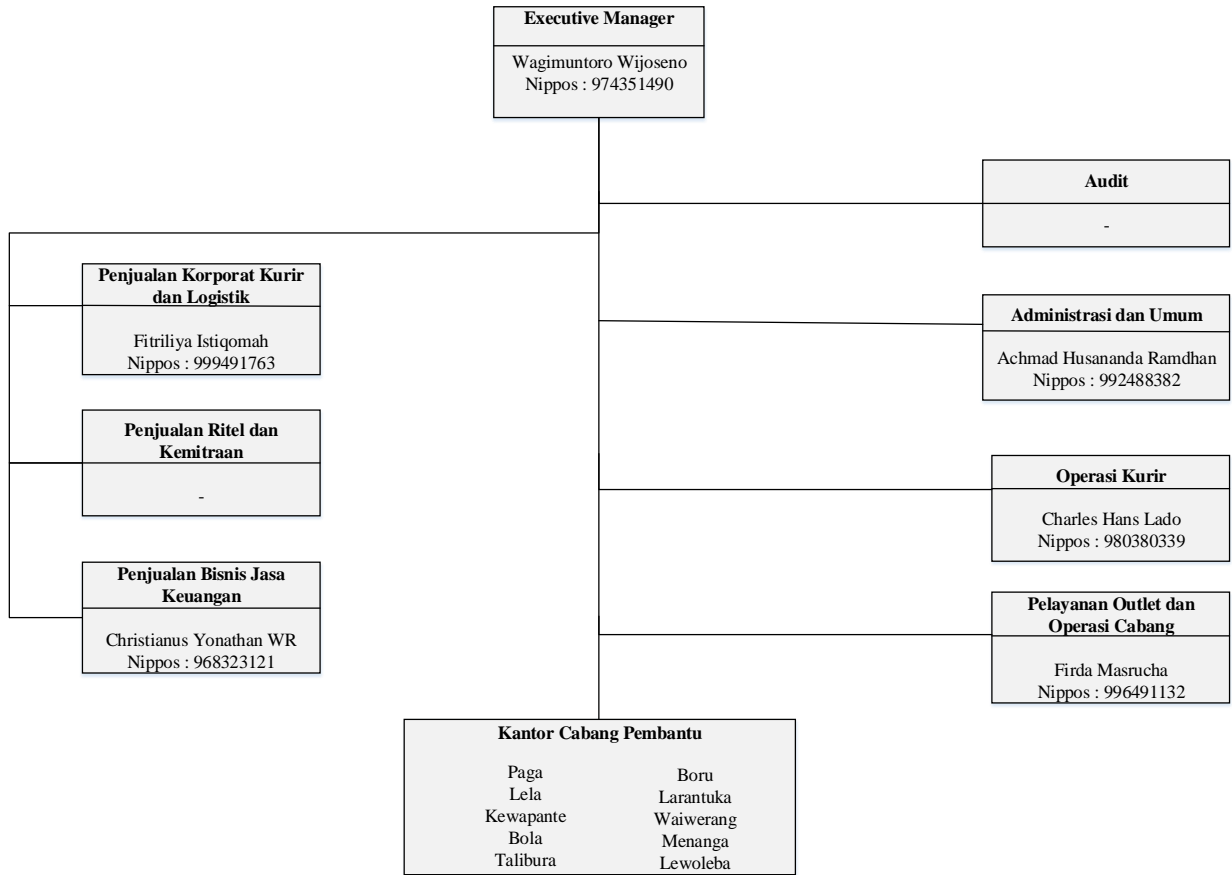 Executive Manager
Wagimuntoro Wijoseno
Nippos : 974351490
Audit
-
Penjualan Korporat Kurir
dan Logistik
Fitriliya Istiqomah
Nippos : 999491763
Administrasi dan Umum
Achmad Husananda Ramdhan
Nippos : 992488382
Penjualan Ritel dan
Kemitraan
-
Operasi Kurir
Charles Hans Lado
Nippos : 980380339
Penjualan Bisnis Jasa
Keuangan
Christianus Yonathan WR
Nippos : 968323121
Pelayanan Outlet dan
Operasi Cabang
Firda Masrucha
Nippos : 996491132
Kantor Cabang Pembantu
Paga
Lela
Kewapante
Bola
Talibura
Boru
Larantuka
Waiwerang
Menanga
Lewoleba